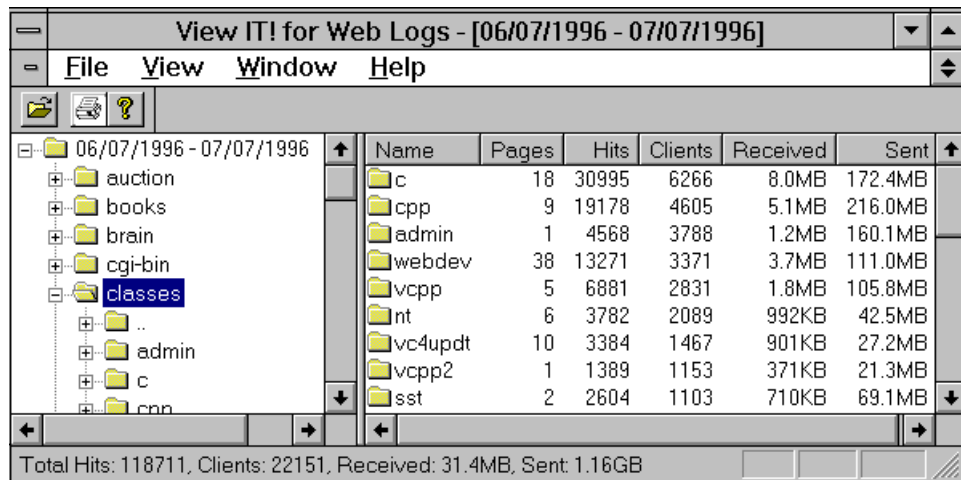 View IT! for Web Logs - [06/07/1996 - 07/07/1996]
File View Window Help
06/07/1996 - 07/07/1996
auction
books
brain
cgi-bin
classes
..
admin
c
cpp
Name Pages Hits Clients Received Sent
c 18 30995 6266 8.0MB 172.4MB
cpp 9 19178 4605 5.1MB 216.0MB
admin 1 4568 3788 1.2MB 160.1MB
webdev 38 13271 3371 3.7MB 111.0MB
vcpp 5 6881 2831 1.8MB 105.8MB
nt 6 3782 2089 992KB 42.5MB
vc4updt 10 3384 1467 901KB 27.2MB
vcpp2 1 1389 1153 371KB 21.3MB
sst 2 2604 1103 710KB 69.1MB
Total Hits: 118711, Clients: 22151, Received: 31.4MB, Sent: 1.16GB